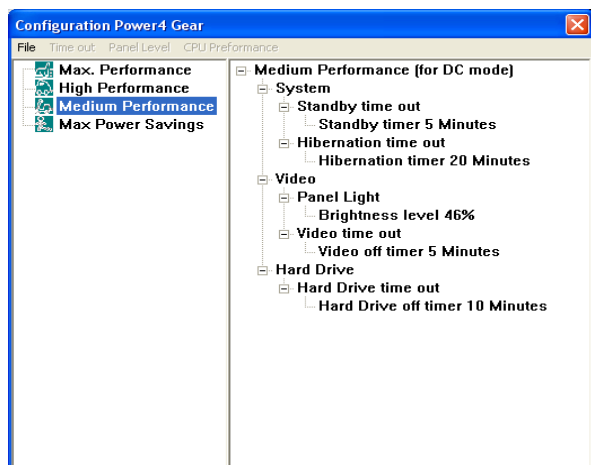 Configuration Power4 Gear
File Time out Panel Level CPU Preformance
Max. Performance
High Performance
Medium Performance
Max Power Savings
Medium Performance (for DC mode)
System
Standby time out
Standby timer 5 Minutes
Hibernation time out
Hibernation timer 20 Minutes
Video
Panel Light
Brightness level 46%
Video time out
Video off timer 5 Minutes
Hard Drive
Hard Drive time out
Hard Drive off timer 10 Minutes